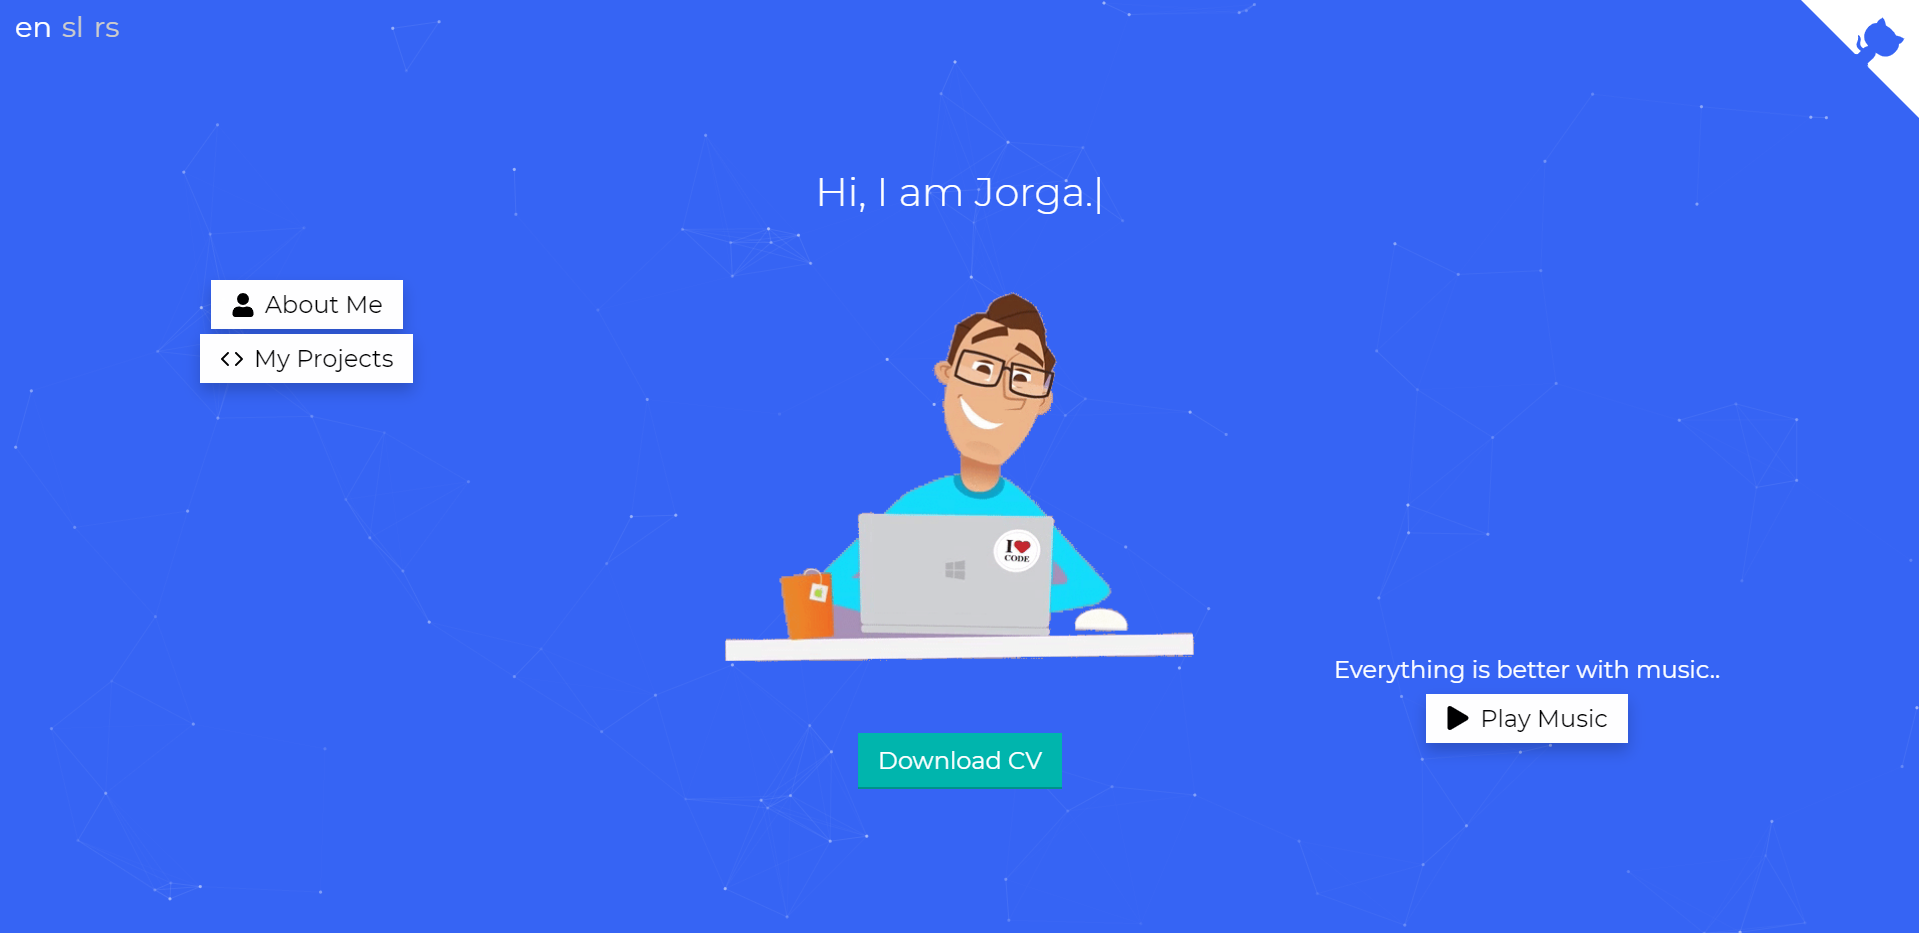 en sl rs
Hi, I am Jorga.|
About Me
My Projects
I
CODE
Everything is better with music..
Play Music
Download CV